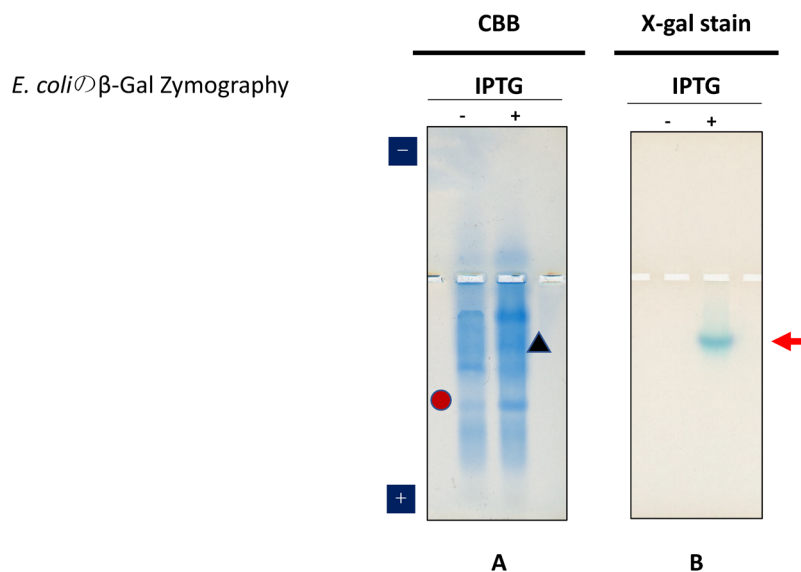 CBB
X-gal stain
E. coliのβ-Gal Zymography
IPTG
IPTG
- +
- +
−
+
A
B